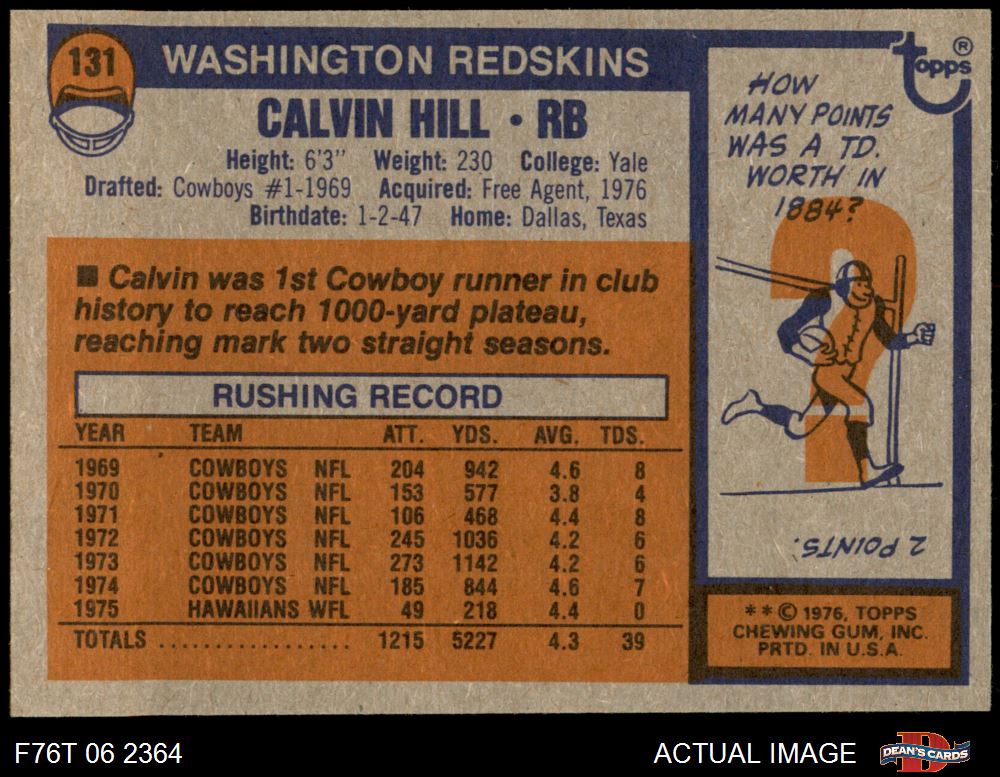 131
WASHINGTON REDSKINS
CALVIN HILL • RB
Height: 6'3" Weight: 230 College: Yale
Drafted: Cowboys #1-1969 Acquired: Free Agent, 1976
Birthdate: 1-2-47 Home: Dallas, Texas
■ Calvin was 1st Cowboy runner in club
history to reach 1000-yard plateau,
reaching mark two straight seasons.
RUSHING RECORD
YEAR TEAM ATT. YDS. AVG. TDS.
1969 COWBOYS NFL 204 942 4.6 8
1970 COWBOYS NFL 153 577 3.8 4
1971 COWBOYS NFL 106 468 4.4 8
1972 COWBOYS NFL 245 1036 4.2 6
1973 COWBOYS NFL 273 1142 4.2 6
1974 COWBOYS NFL 185 844 4.6 7
1975 HAWAIIANS WFL 49 218 4.4 0
TOTALS .................. 1215 5227 4.3 39
topps®
HOW
MANY POINTS
WAS A TD.
WORTH IN
1884?
2 POINTS.
**© 1976, TOPPS
CHEWING GUM, INC.
PRTD. IN U.S.A.
F76T 06 2364
ACTUAL IMAGE
DEAN'S CARDS